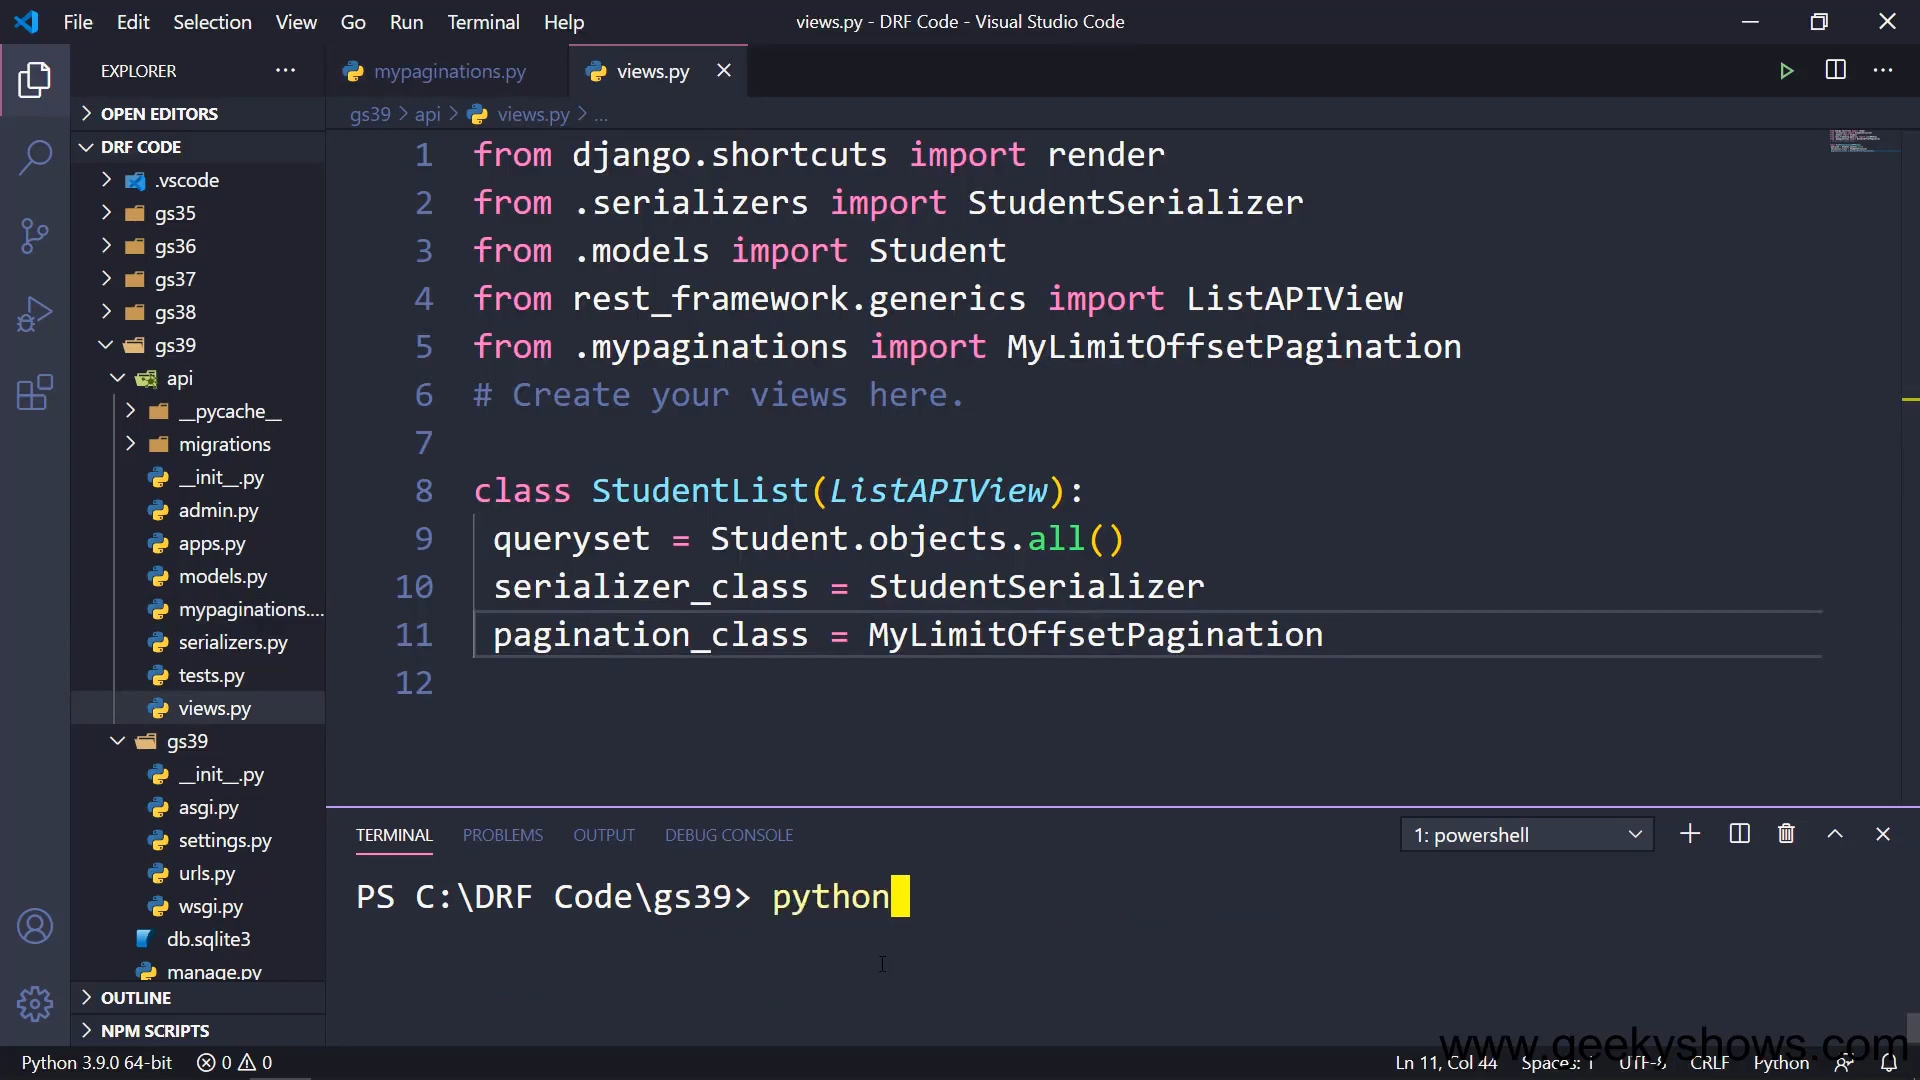 File Edit Selection View Go Run Terminal Help
views.py - DRF Code - Visual Studio Code
EXPLORER
OPEN EDITORS
DRF CODE
.vscode
gs35
gs36
gs37
gs38
gs39
api
__pycache__
migrations
__init__.py
admin.py
apps.py
models.py
mypaginations....
serializers.py
tests.py
views.py
gs39
__init__.py
asgi.py
settings.py
urls.py
wsgi.py
db.sqlite3
manage.py
OUTLINE
NPM SCRIPTS
mypaginations.py views.py
gs39 > api > views.py > ...
1 from django.shortcuts import render
2 from .serializers import StudentSerializer
3 from .models import Student
4 from rest_framework.generics import ListAPIView
5 from .mypaginations import MyLimitOffsetPagination
6 # Create your views here.
7
8 class StudentList(ListAPIView):
9 queryset = Student.objects.all()
10 serializer_class = StudentSerializer
11 pagination_class = MyLimitOffsetPagination
12
TERMINAL PROBLEMS OUTPUT DEBUG CONSOLE 1: powershell
PS C:\DRF Code\gs39> python
www.geekyshows.com
Python 3.9.0 64-bit 0 0 Ln 11, Col 44 Spaces: 1 UTF-8 CRLF Python